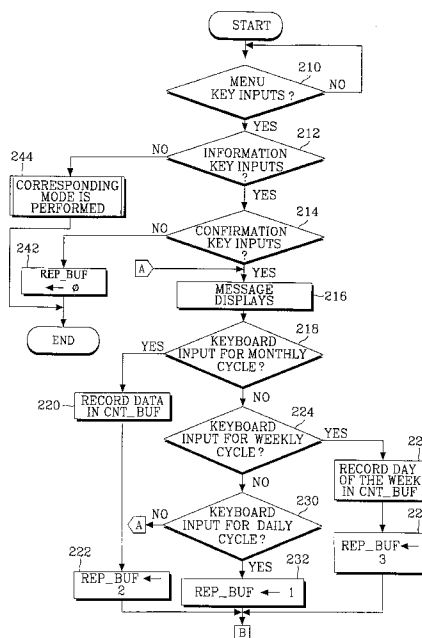 START
210
MENU
KEY INPUTS?
NO
YES
212
INFORMATION
KEY INPUTS
?
NO
244
CORRESPONDING
MODE IS
PERFORMED
YES
214
CONFIRMATION
KEY INPUTS
?
NO
242
REP_BUF
← ø
END
A
YES
MESSAGE
DISPLAYS
216
218
KEYBOARD
INPUT FOR MONTHLY
CYCLE?
YES
NO
220
RECORD DATA
IN CNT_BUF
224
KEYBOARD
INPUT FOR WEEKLY
CYCLE?
YES
NO
RECORD DAY
OF THE WEEK
IN CNT_BUF
230
KEYBOARD
INPUT FOR DAILY
CYCLE?
NO
A
YES
REP_BUF ←
3
222
REP_BUF ←
2
232
REP_BUF ← 1
B